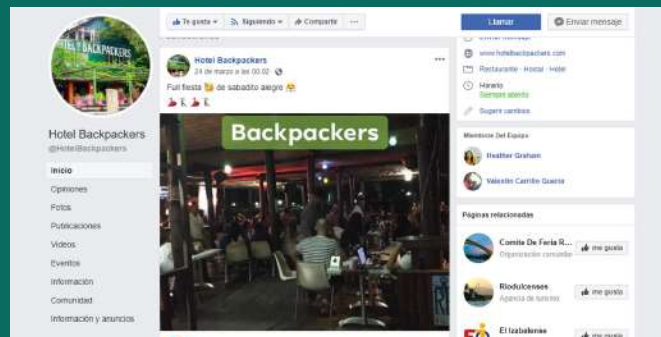 Te gusta
Siguiendo
Compartir
...
Llamar
Enviar mensaje
HOTEL Y BACKPACKERS
Hotel Backpackers
@HotelBackpackers
Inicio
Opiniones
Fotos
Publicaciones
Videos
Eventos
Información
Comunidad
Información y anuncios
Hotel Backpackers
24 de marzo a las 00:02
Full fiesta de sabadito alegre
Backpackers
www.hotelbackpackers.com
Restaurante · Hostal · Hotel
Horario
Siempre abierto
Sugerir cambios
Miembros Del Equipo
Heather Graham
Valentin Carrillo Guerra
Páginas relacionadas
Comite De Feria R...
me gusta
Riodulcenses
Agencia de turismo
me gusta
El Izabalense
me gusta